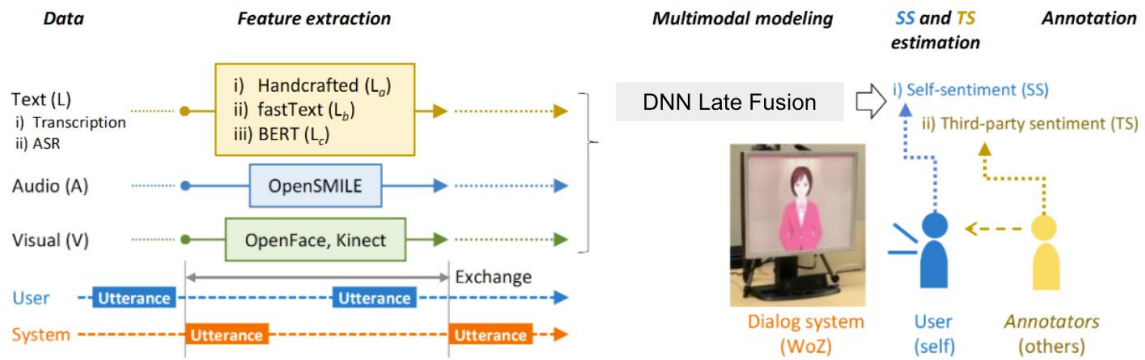 Data
Feature extraction
Multimodal modeling
SS and TS
estimation
Annotation
Text (L)
i) Transcription
ii) ASR
i) Handcrafted (Lₐ)
ii) fastText (L_b)
iii) BERT (L_c)
DNN Late Fusion
i) Self-sentiment (SS)
ii) Third-party sentiment (TS)
Audio (A)
OpenSMILE
Visual (V)
OpenFace, Kinect
Exchange
User
Utterance
Utterance
System
Utterance
Utterance
Dialog system
(WoZ)
User
(self)
Annotators
(others)